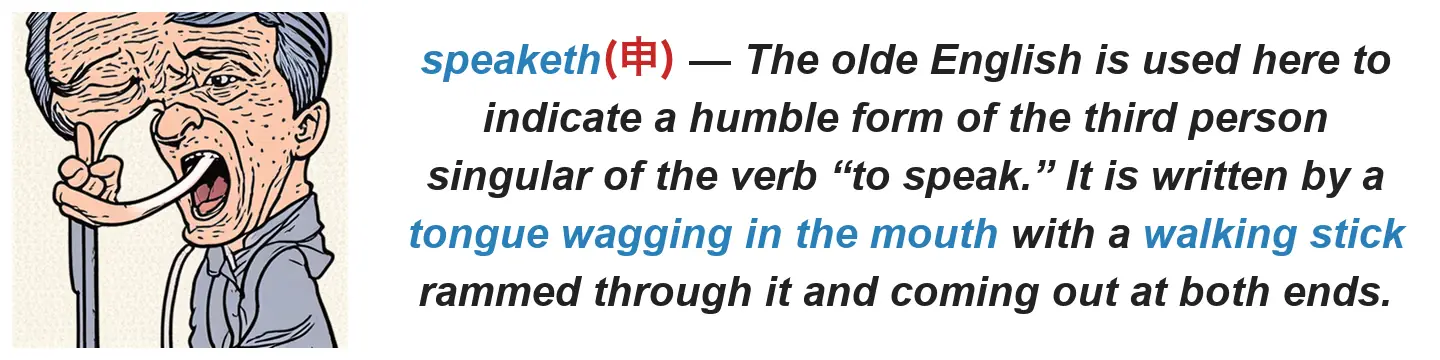 speaketh(申) — The olde English is used here to
indicate a humble form of the third person
singular of the verb “to speak.” It is written by a
tongue wagging in the mouth with a walking stick
rammed through it and coming out at both ends.